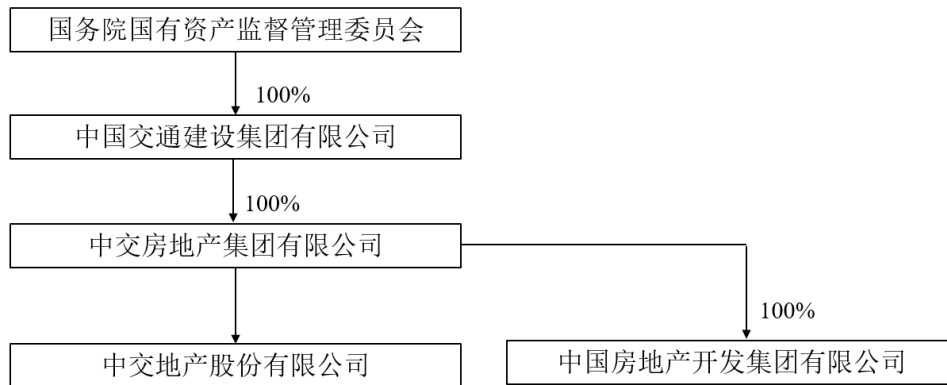 国务院国有资产监督管理委员会
100%
中国交通建设集团有限公司
100%
中交房地产集团有限公司
100%
中交地产股份有限公司
中国房地产开发集团有限公司